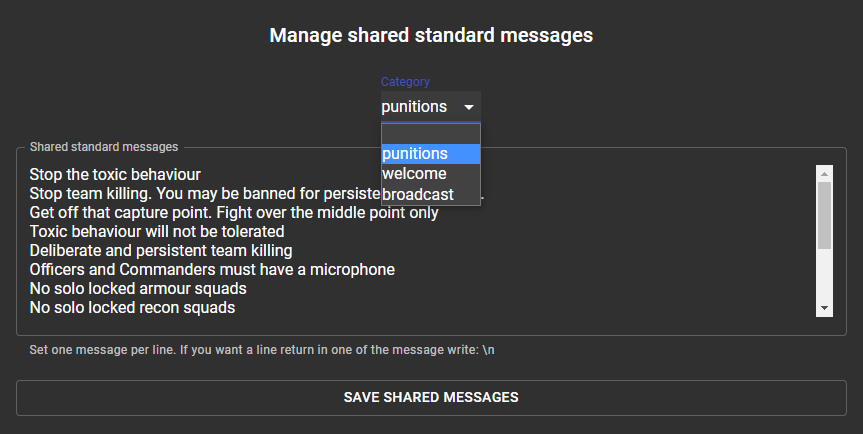 Manage shared standard messages
Category
punitions
punitions
welcome
broadcast
Shared standard messages
Stop the toxic behaviour
Stop team killing. You may be banned for persiste .
Get off that capture point. Fight over the middle point only
Toxic behaviour will not be tolerated
Deliberate and persistent team killing
Officers and Commanders must have a microphone
No solo locked armour squads
No solo locked recon squads
Set one message per line. If you want a line return in one of the message write: \n
SAVE SHARED MESSAGES